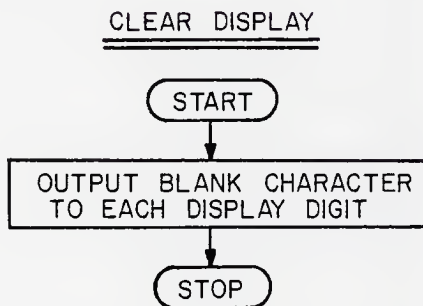 CLEAR DISPLAY
START
OUTPUT BLANK CHARACTER
TO EACH DISPLAY DIGIT
STOP